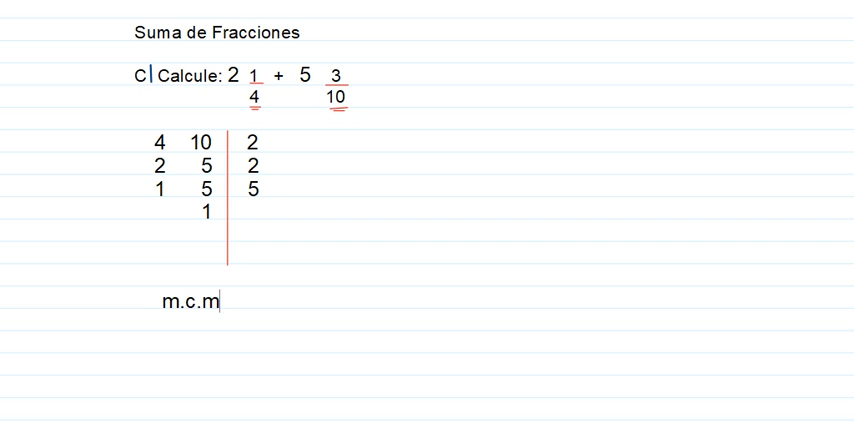 Suma de Fracciones
C| Calcule: 2 1 + 5 3
4 10
4 10 2
2 5 2
1 5 5
1
m.c.m